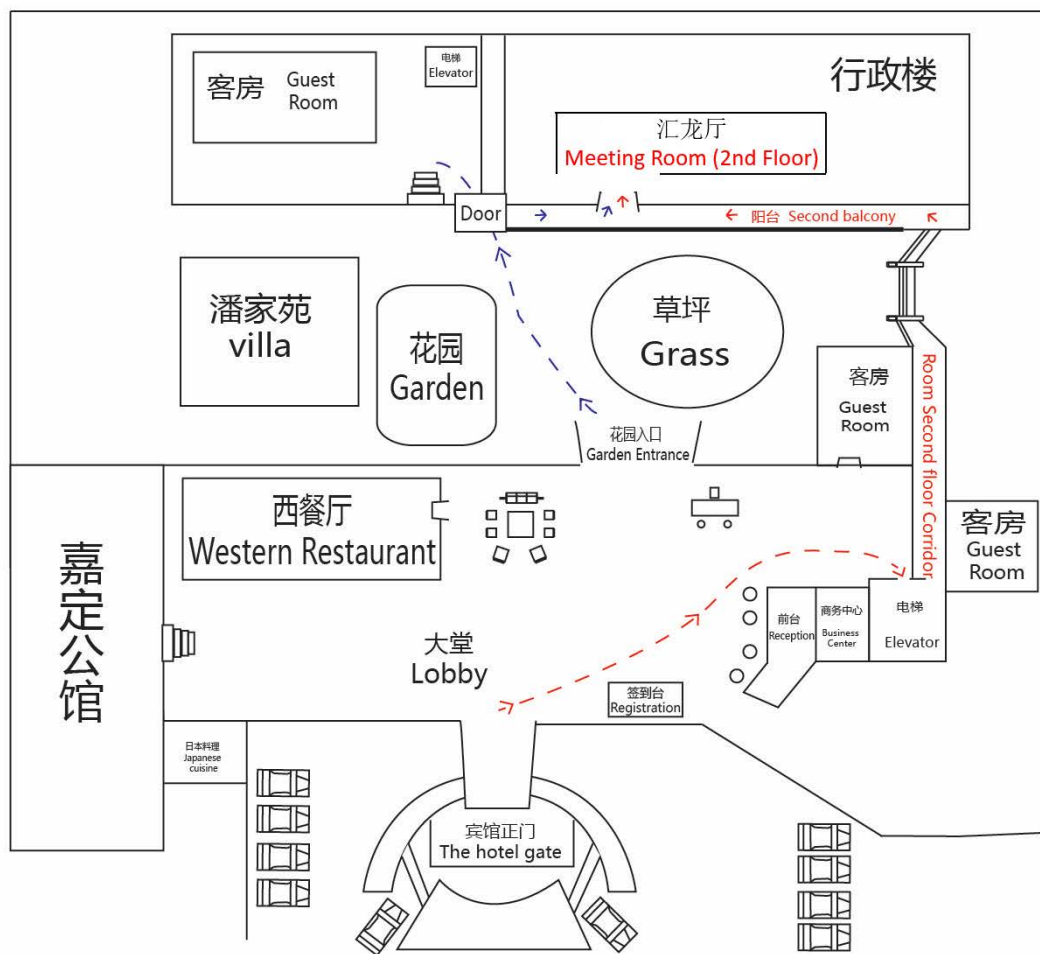 电梯
Elevator
客房
Guest
Room
行政楼
汇龙厅
Meeting Room (2nd Floor)
Door
阳台 Second balcony
潘家苑
villa
花园
Garden
草坪
Grass
客房
Guest
Room
Room Second floor Corridor
花园入口
Garden Entrance
西餐厅
Western Restaurant
客房
Guest
Room
嘉定公馆
大堂
Lobby
前台
Reception
商务中心
Business
Center
电梯
Elevator
签到台
Registration
日本料理
Japanese
cuisine
宾馆正门
The hotel gate